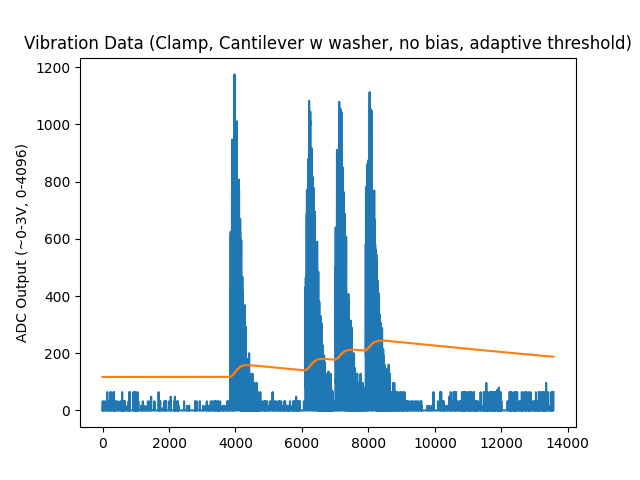 Vibration Data (Clamp, Cantilever w washer, no bias, adaptive threshold)
ADC Output (~0-3V, 0-4096)
1200
1000
800
600
400
200
0
0 2000 4000 6000 8000 10000 12000 14000